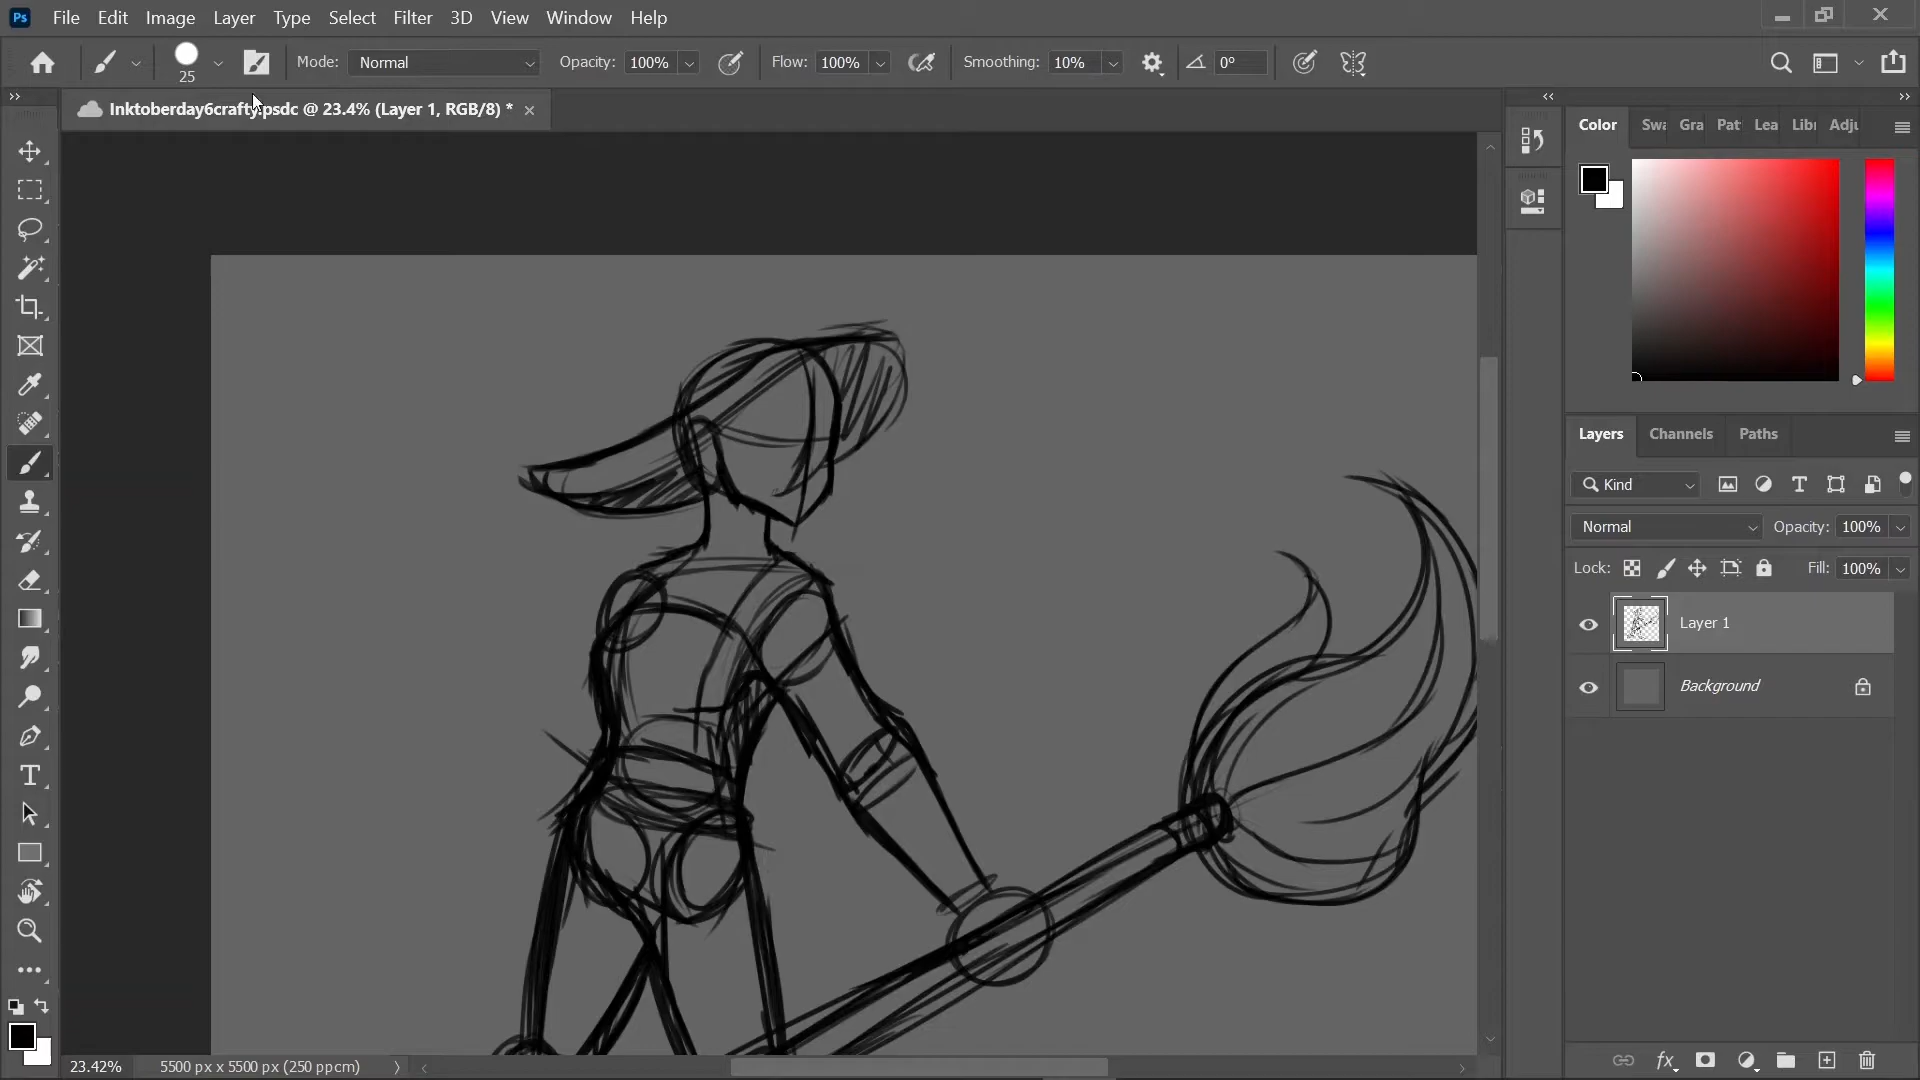 Ps File Edit Image Layer Type Select Filter 3D View Window Help
25 Mode: Normal Opacity: 100% Flow: 100% Smoothing: 10% 0°
Inktoberday6crafty.psdc @ 23.4% (Layer 1, RGB/8) *
Color Swa Gra Pat Lea Libr Adju
Layers Channels Paths
Kind
Normal Opacity: 100%
Lock: Fill: 100%
Layer 1
Background
23.42% 5500 px x 5500 px (250 ppcm)